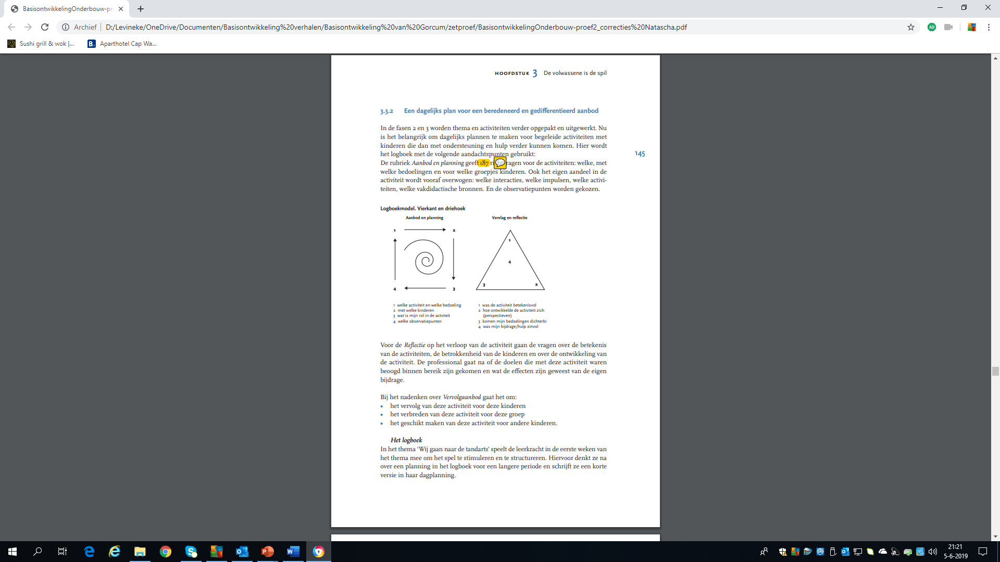 BasisontwikkelingOnderbouw-pr
Archief
D:/Levineke/OneDrive/Documenten/Basisontwikkeling%20verhalen/Basisontwikkeling%20van%20Gorcum/zetproef/BasisontwikkelingOnderbouw-proef2_correcties%20Natascha.pdf
AD
Sushi grill & wok |...
B. Aparthotel Cap Wa...
HOOFDSTUK 3 De volwassene is de spil
3.3.2 Een dagelijks plan voor een beredeneerd en gedifferentieerd aanbod
In de fasen 2 en 3 worden thema en activiteiten verder opgepakt en uitgewerkt. Nu
is het belangrijk om dagelijks plannen te maken voor begeleide activiteiten met
kinderen die dan met ondersteuning en hulp verder kunnen komen. Hier wordt
het logboek met de volgende aandachtspunten gebruikt:
145
De rubriek Aanbod en planning geeft 187 ri ragen voor de activiteiten: welke, met
welke bedoelingen en voor welke groepjes kinderen. Ook het eigen aandeel in de
activiteit wordt vooraf overwogen: welke interacties, welke impulsen, welke activi-
teiten, welke vakdidactische bronnen. En de observatiepunten worden gekozen.
Logboekmodel. Vierkant en driehoek
Aanbod en planning
1
2
4
3
1 welke activiteit en welke bedoeling
2 met welke kinderen
3 wat is mijn rol in de actviteit
4 welke observatiepunten
Verslag en reflectie
1
4
3
2
1 was de activiteit betekenisvol
2 hoe ontwikkelde de activiteit zich
(perspectieven)
3 komen mijn bedoelingen dichterbi
4 was mijn bijdrage/hulp zinvol
Voor de Reflectie op het verloop van de activiteit gaan de vragen over de betekenis
van de activiteiten, de betrokkenheid van de kinderen en over de ontwikkeling van
de activiteit. De professional gaat na of de doelen die met deze activiteit waren
beoogd binnen bereik zijn gekomen en wat de effecten zijn geweest van de eigen
bijdrage.
Bij het nadenken over Vervolgaanbod gaat het om:
• het vervolg van deze activiteit voor deze kinderen
• het verbreden van deze activiteit voor deze groep
• het geschikt maken van deze activiteit voor andere kinderen.
Het logboek
In het thema ‘Wij gaan naar de tandarts’ speelt de leerkracht in de eerste weken van
het thema mee om het spel te stimuleren en te structureren. Hiervoor denkt ze na
over een planning in het logboek voor een langere periode en schrijft ze een korte
versie in haar dagplanning.
21:21
5-6-2019